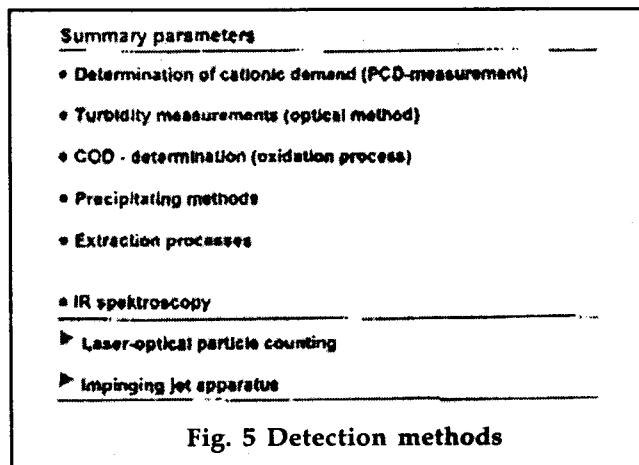 Summary parameters
• Determination of cationic demand (PCD-measurement)
• Turbidity measurements (optical method)
• COD - determination (oxidation process)
• Precipitating methods
• Extraction processes
• IR spektroscopy
► Laser-optical particle counting
► Impinging jet apparatus
Fig. 5 Detection methods